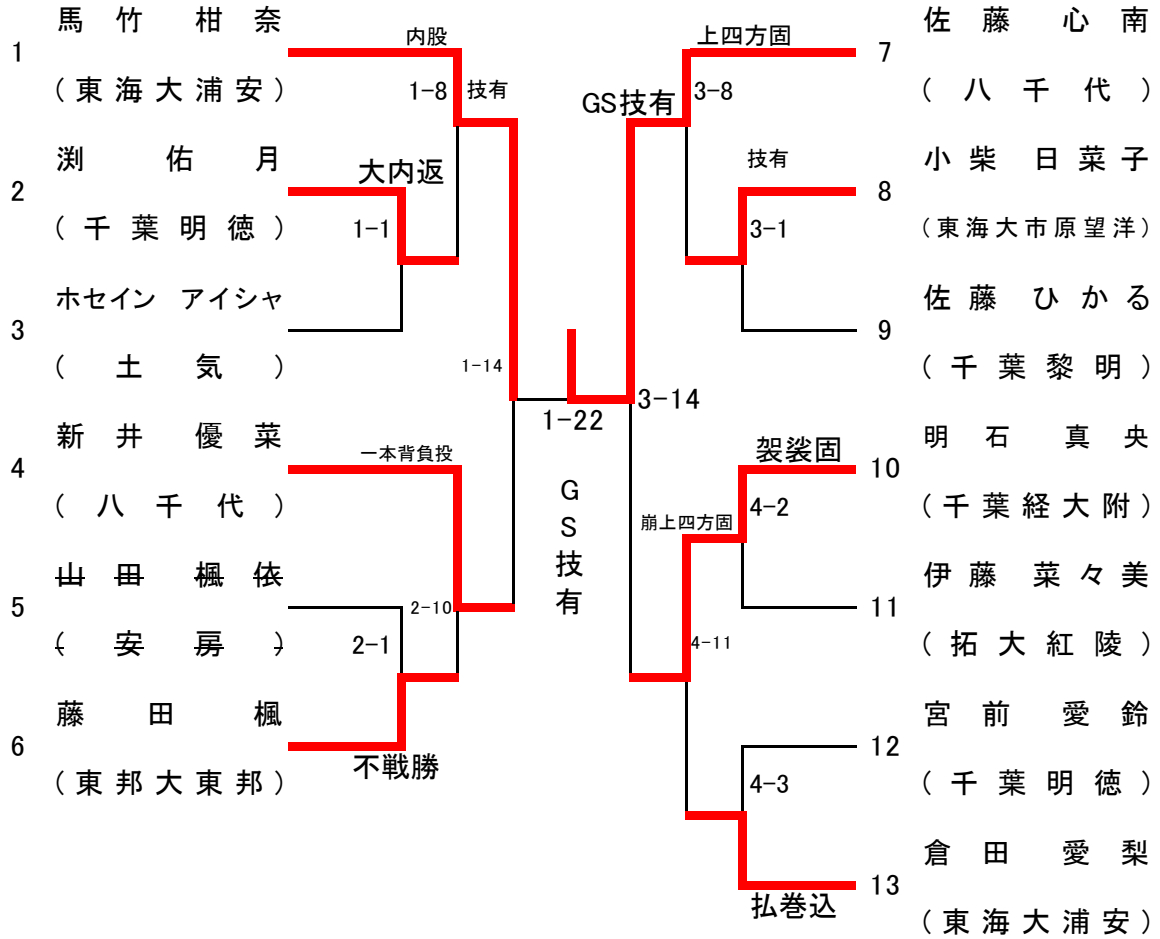 馬竹 柑奈
1
(東海大浦安)
渕 佑月
2
(千葉明徳)
ホセイン アイシャ
3
(土気)
新井 優菜
4
(八千代)
山田 楓依
5
(安房)
藤田 楓
6
(東邦大東邦)
内股
1-8
技有
大内返
1-1
1-14
一本背負投
2-10
2-1
不戦勝
1-22
GS技有
上四方固
3-8
GS技有
技有
3-1
3-14
袈裟固
4-2
崩上四方固
4-11
4-3
払巻込
佐藤 心南
7
(八千代)
小柴 日菜子
8
(東海大市原望洋)
佐藤 ひかる
9
(千葉黎明)
明石 真央
10
(千葉経大附)
伊藤 菜々美
11
(拓大紅陵)
宮前 愛鈴
12
(千葉明徳)
倉田 愛梨
13
(東海大浦安)